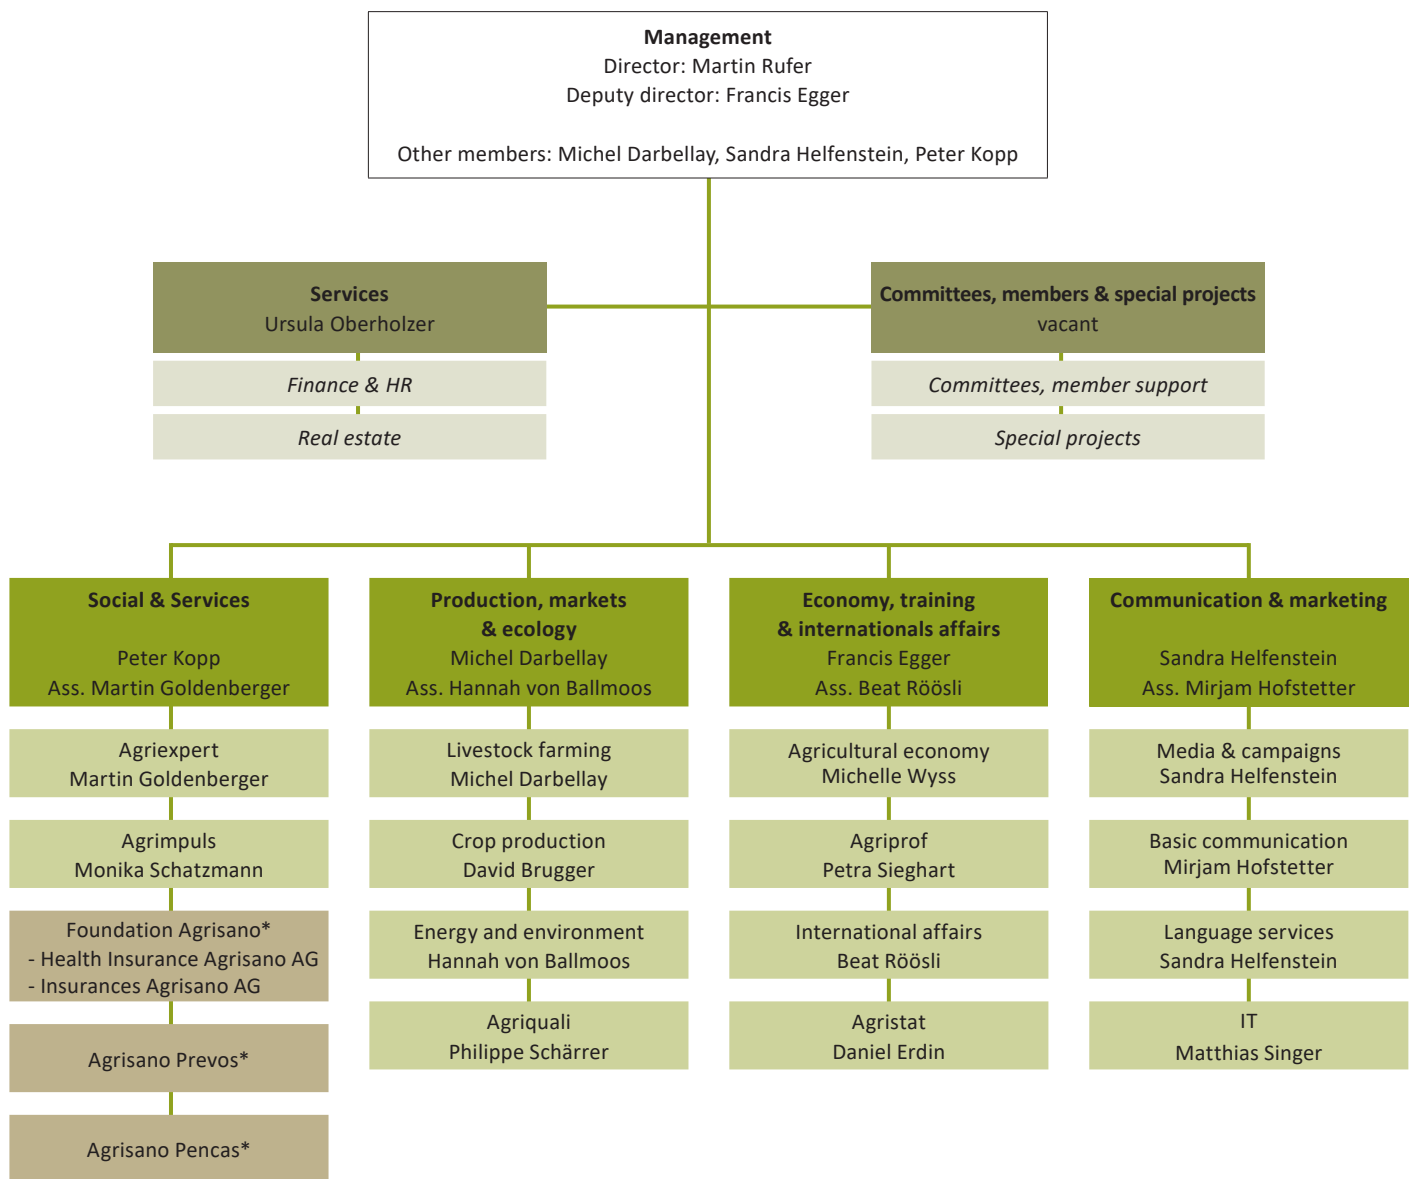 Management
Director: Martin Rufer
Deputy director: Francis Egger
Other members: Michel Darbellay, Sandra Helfenstein, Peter Kopp
Services
Ursula Oberholzer
Finance & HR
Real estate
Committees, members & special projects
vacant
Committees, member support
Special projects
Social & Services
Peter Kopp
Ass. Martin Goldenberger
Agriexpert
Martin Goldenberger
Agrimpuls
Monika Schatzmann
Foundation Agrisano*
- Health Insurance Agrisano AG
- Insurances Agrisano AG
Agrisano Prevos*
Agrisano Pencas*
Production, markets
& ecology
Michel Darbellay
Ass. Hannah von Ballmoos
Livestock farming
Michel Darbellay
Crop production
David Brugger
Energy and environment
Hannah von Ballmoos
Agriquali
Philippe Schärrer
Economy, training
& internationals affairs
Francis Egger
Ass. Beat Röösli
Agricultural economy
Michelle Wyss
Agriprof
Petra Sieghart
International affairs
Beat Röösli
Agristat
Daniel Erdin
Communication & marketing
Sandra Helfenstein
Ass. Mirjam Hofstetter
Media & campaigns
Sandra Helfenstein
Basic communication
Mirjam Hofstetter
Language services
Sandra Helfenstein
IT
Matthias Singer